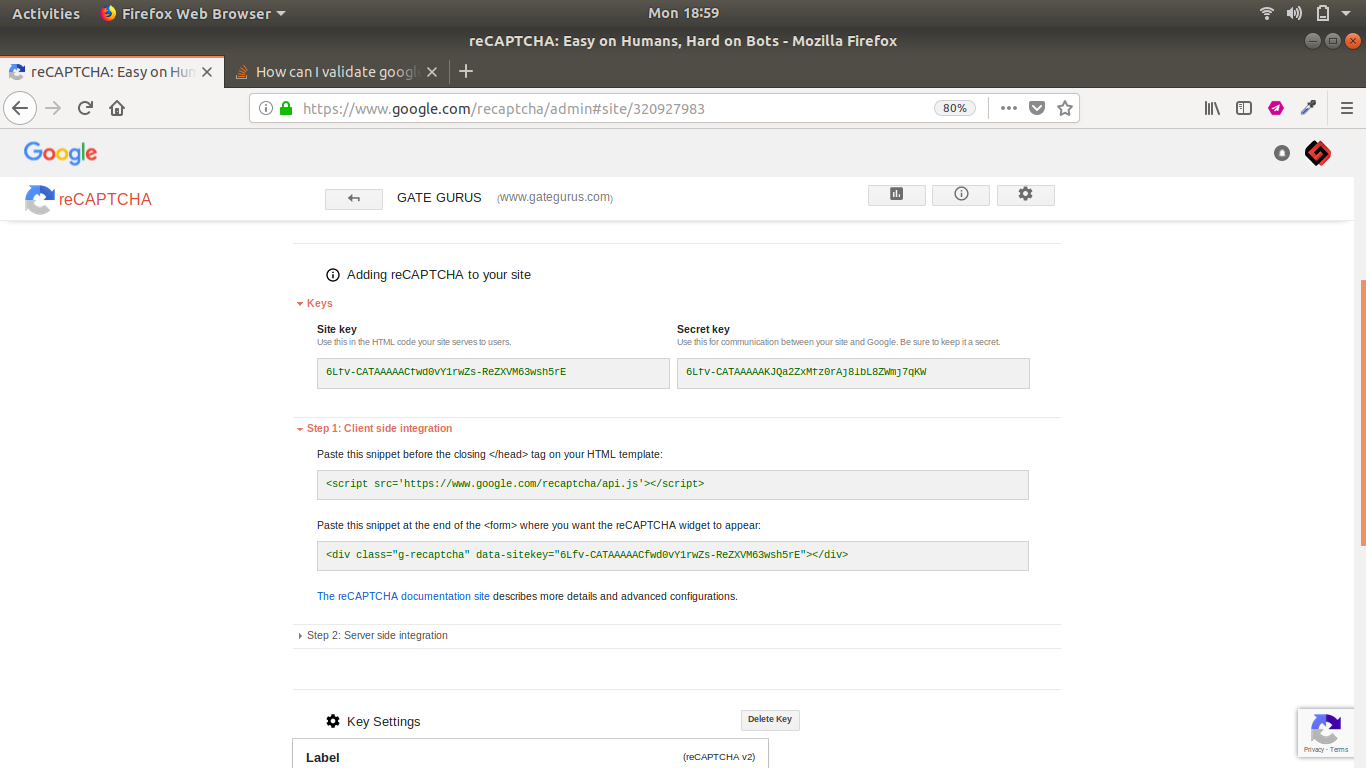 Activities Firefox Web Browser Mon 18:59
reCAPTCHA: Easy on Humans, Hard on Bots - Mozilla Firefox
reCAPTCHA: Easy on Hum How can I validate googl
https://www.google.com/recaptcha/admin#site/320927983 80%
Google
reCAPTCHA GATE GURUS (www.gategurus.com)
Adding reCAPTCHA to your site
Keys
Site key Secret key
Use this in the HTML code your site serves to users. Use this for communication between your site and Google. Be sure to keep it a secret.
6Lfv-CATAAAAACfwd0vY1rwZs-ReZXVM63wsh5rE
Step 1: Client side integration
Paste this snippet before the closing </head> tag on your HTML template:
<script src='https://www.google.com/recaptcha/api.js'></script>
Paste this snippet at the end of the <form> where you want the reCAPTCHA widget to appear:
<div class="g-recaptcha" data-sitekey="6Lfv-CATAAAAACfwd0vY1rwZs-ReZXVM63wsh5rE"></div>
The reCAPTCHA documentation site describes more details and advanced configurations.
Step 2: Server side integration
Key Settings Delete Key
Label (reCAPTCHA v2)
Privacy - Terms